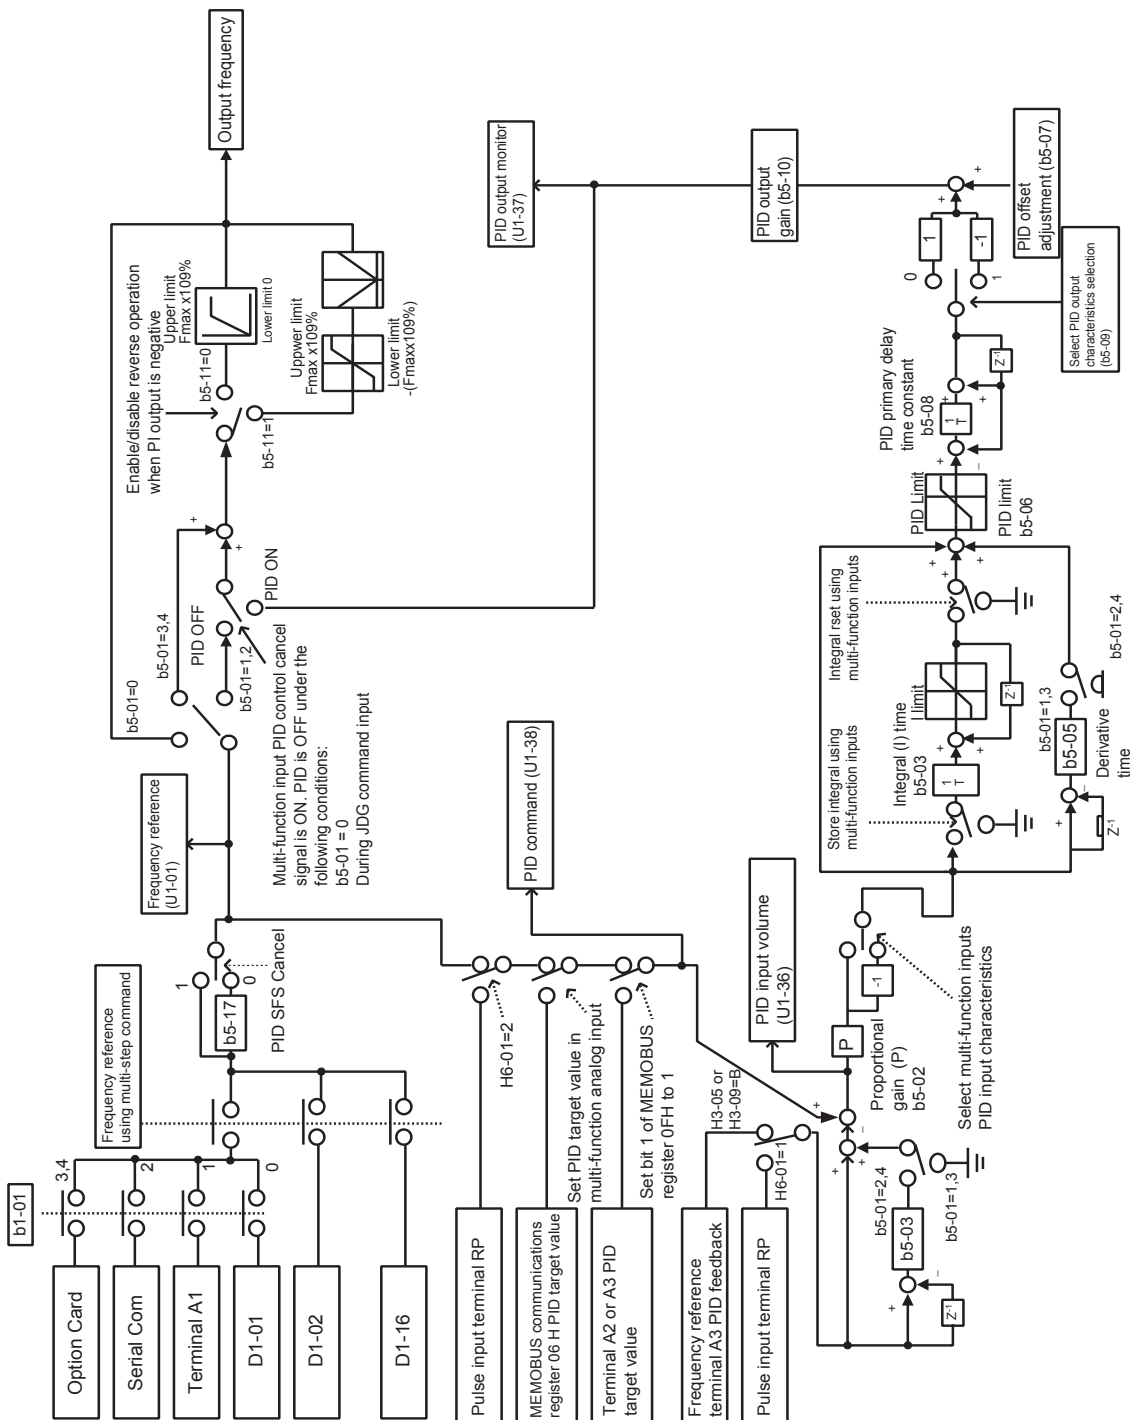 b1-01
Option Card
Serial Com
Terminal A1
D1-01
D1-02
D1-16
3,4
2
1
0
Frequency reference
using multi-step command
b5-17
1
0
PID SFS Cancel
Frequency reference
(U1-01)
b5-01=0
b5-01=3,4
PID OFF
b5-01=1,2
PID ON
+
+
Multi-function input PID control cancel
signal is ON. PID is OFF under the
following conditions:
b5-01 = 0
During JDG command input
Enable/disable reverse operation
when PI output is negative
b5-11=0
b5-11=1
Upper limit
Fmax x109%
Lower limit 0
Uppwer limit
Fmax x109%
Lower limit
-(Fmaxx109%)
Output frequency
Pulse input terminal RP
MEMOBUS communications
register 06 H PID target value
Terminal A2 or A3 PID
target value
H6-01=2
Set PID target value in
multi-function analog input
Set bit 1 of MEMOBUS
register 0FH to 1
PID command (U1-38)
Frequency reference
terminal A3 PID feedback
Pulse input terminal RP
H3-05 or
H3-09=B
H6-01=1
PID input volume
(U1-36)
+
−
+
+
+
−
Z-1
b5-03
b5-01=2,4
b5-01=1,3
P
Proportional
gain (P)
b5-02
-1
Select multi-function inputs
PID input characteristics
Store integral using
multi-function inputs
Integral (I) time
b5-03
1
T
+
+
I limit
Z-1
Integral rset using
multi-function inputs
+
−
Z-1
b5-05
Derivative
time
b5-01=1,3
b5-01=2,4
+
+
+
PID Limit
PID limit
b5-06
PID primary delay
time constant
b5-08
+
−
1
T
+
+
Z-1
0
1
1
-1
Select PID output
characteristics selection
(b5-09)
+
+
PID offset
adjustment (b5-07)
PID output
gain (b5-10)
PID output monitor
(U1-37)